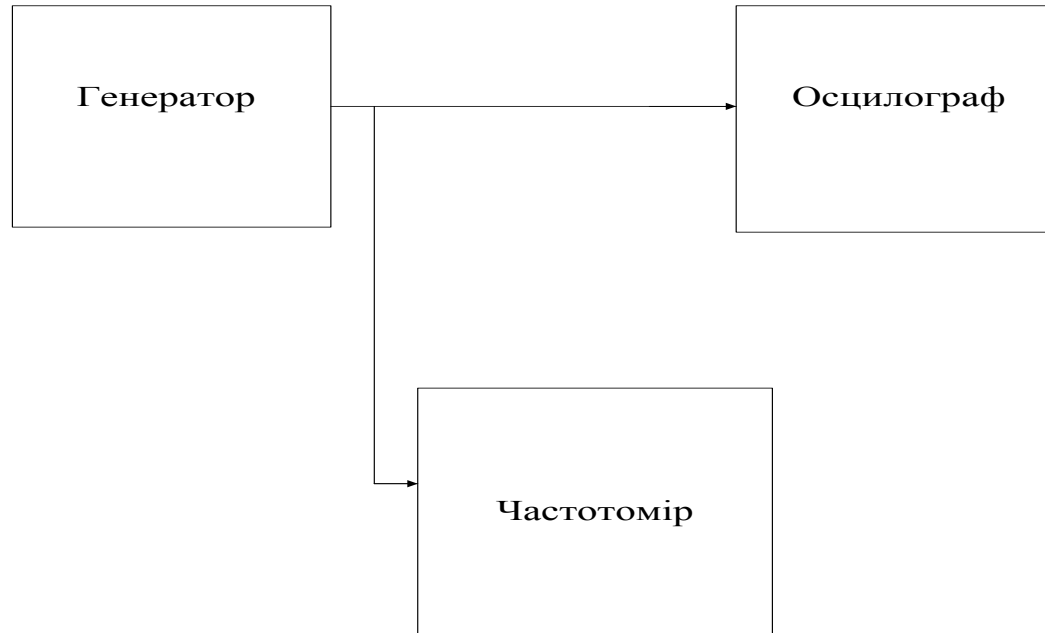 Генератор
Осцилограф
Частотомір